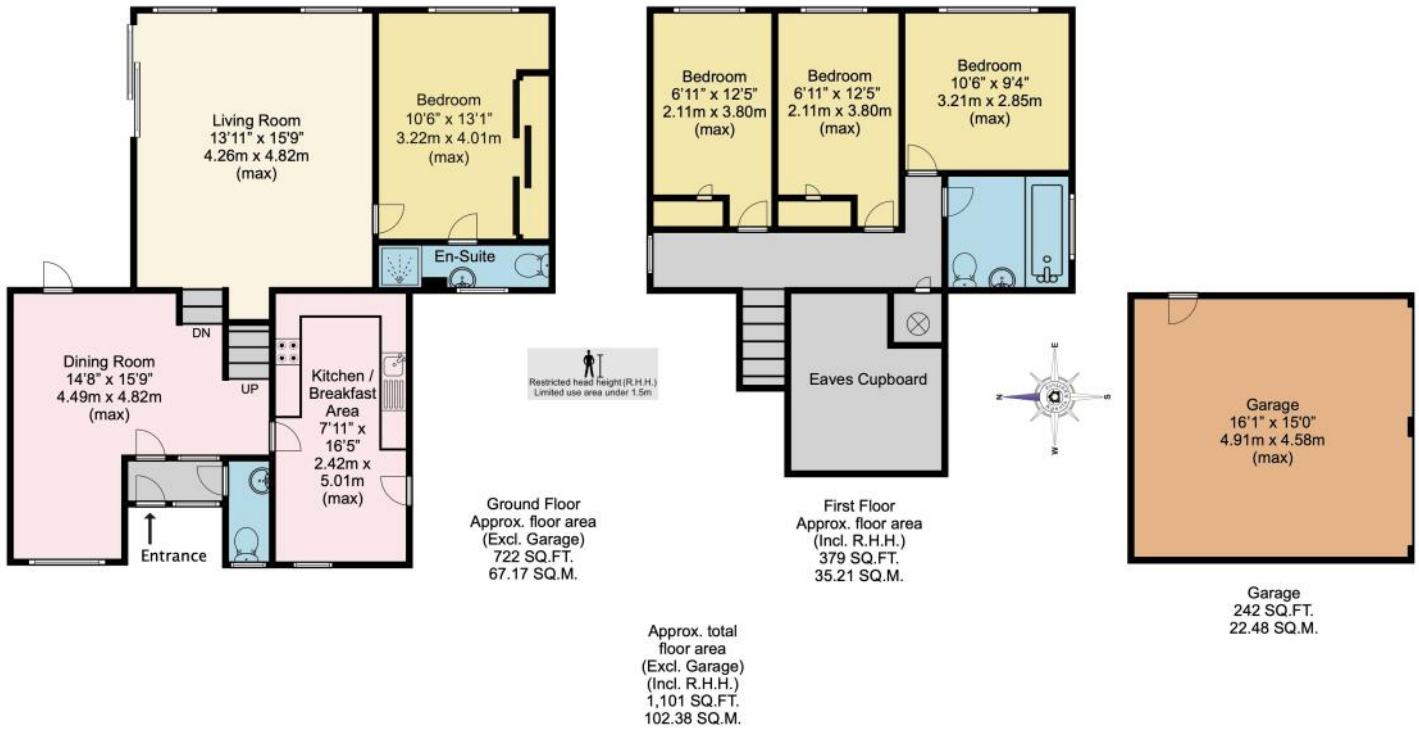 Living Room
13'11" x 15'9"
4.26m x 4.82m
(max)
Bedroom
10'6" x 13'1"
3.22m x 4.01m
(max)
En-Suite
DN
UP
Dining Room
14'8" x 15'9"
4.49m x 4.82m
(max)
Kitchen /
Breakfast
Area
7'11" x
16'5"
2.42m x
5.01m
(max)
Entrance
Ground Floor
Approx. floor area
(Excl. Garage)
722 SQ.FT.
67.17 SQ.M.
Restricted head height (R.H.H.)
Limited use area under 1.5m
Bedroom
6'11" x 12'5"
2.11m x 3.80m
(max)
Bedroom
6'11" x 12'5"
2.11m x 3.80m
(max)
Bedroom
10'6" x 9'4"
3.21m x 2.85m
(max)
Eaves Cupboard
First Floor
Approx. floor area
(Incl. R.H.H.)
379 SQ.FT.
35.21 SQ.M.
N
E
S
W
Garage
16'1" x 15'0"
4.91m x 4.58m
(max)
Garage
242 SQ.FT.
22.48 SQ.M.
Approx. total
floor area
(Excl. Garage)
(Incl. R.H.H.)
1,101 SQ.FT.
102.38 SQ.M.